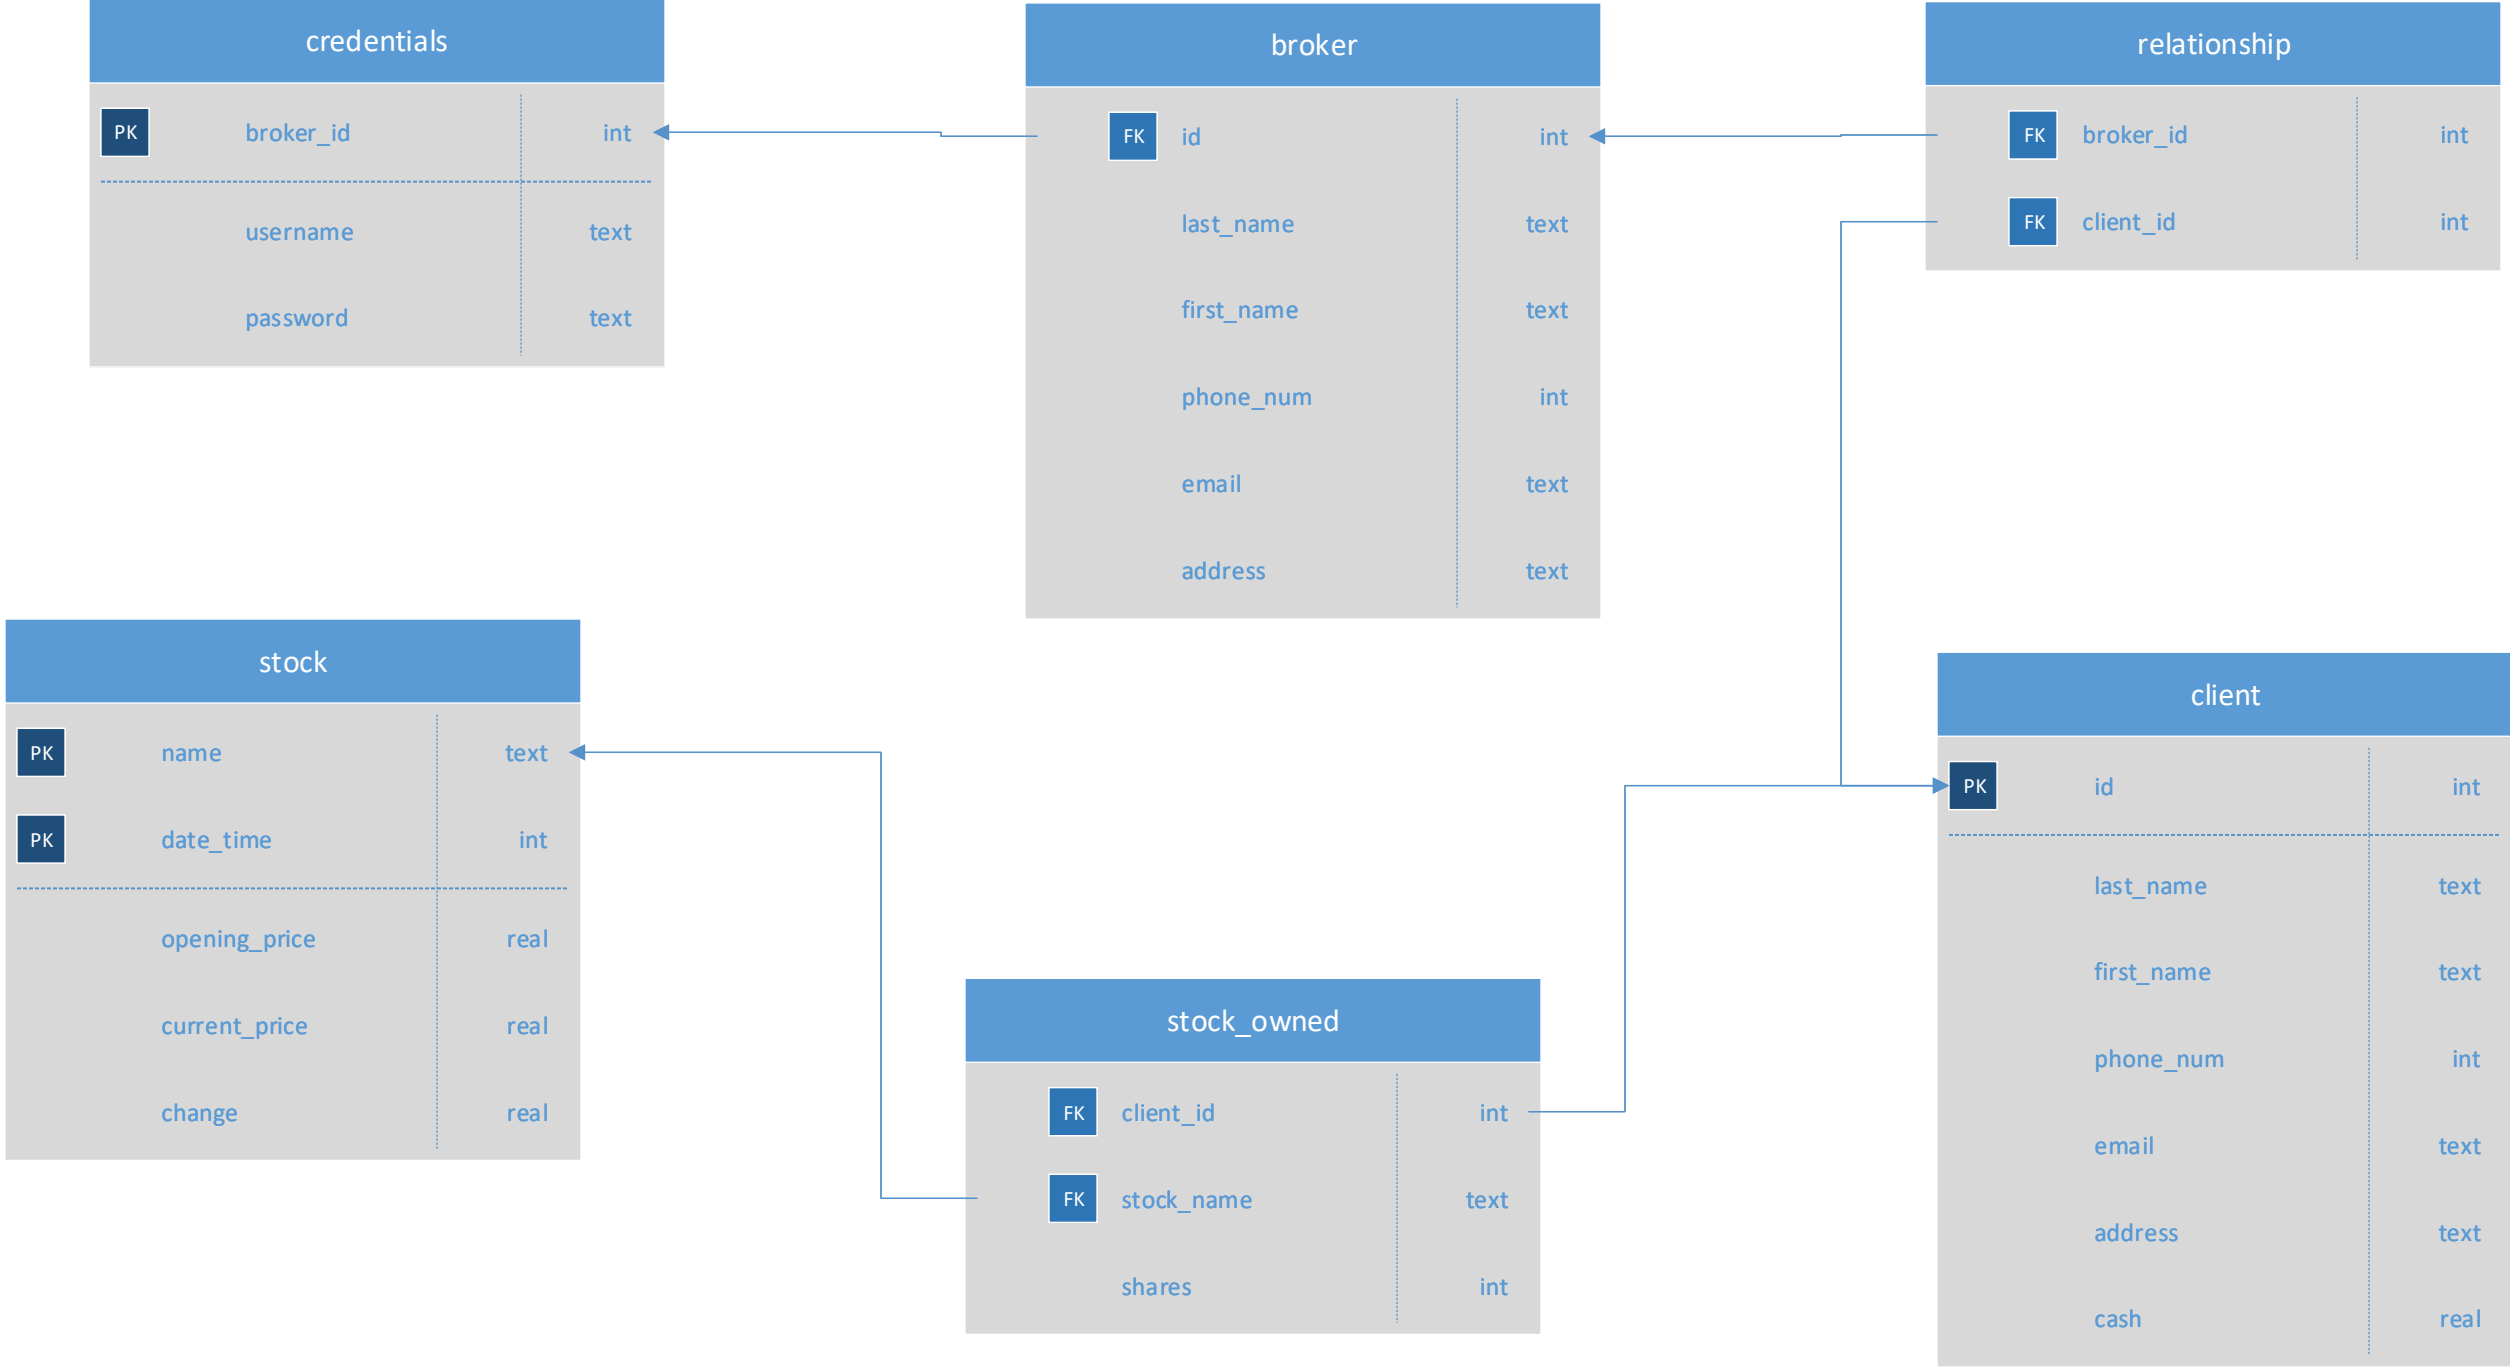 credentials
PK broker_id int
username text
password text
broker
FK id int
last_name text
first_name text
phone_num int
email text
address text
relationship
FK broker_id int
FK client_id int
stock
PK name text
PK date_time int
opening_price real
current_price real
change real
stock_owned
FK client_id int
FK stock_name text
shares int
client
PK id int
last_name text
first_name text
phone_num int
email text
address text
cash real